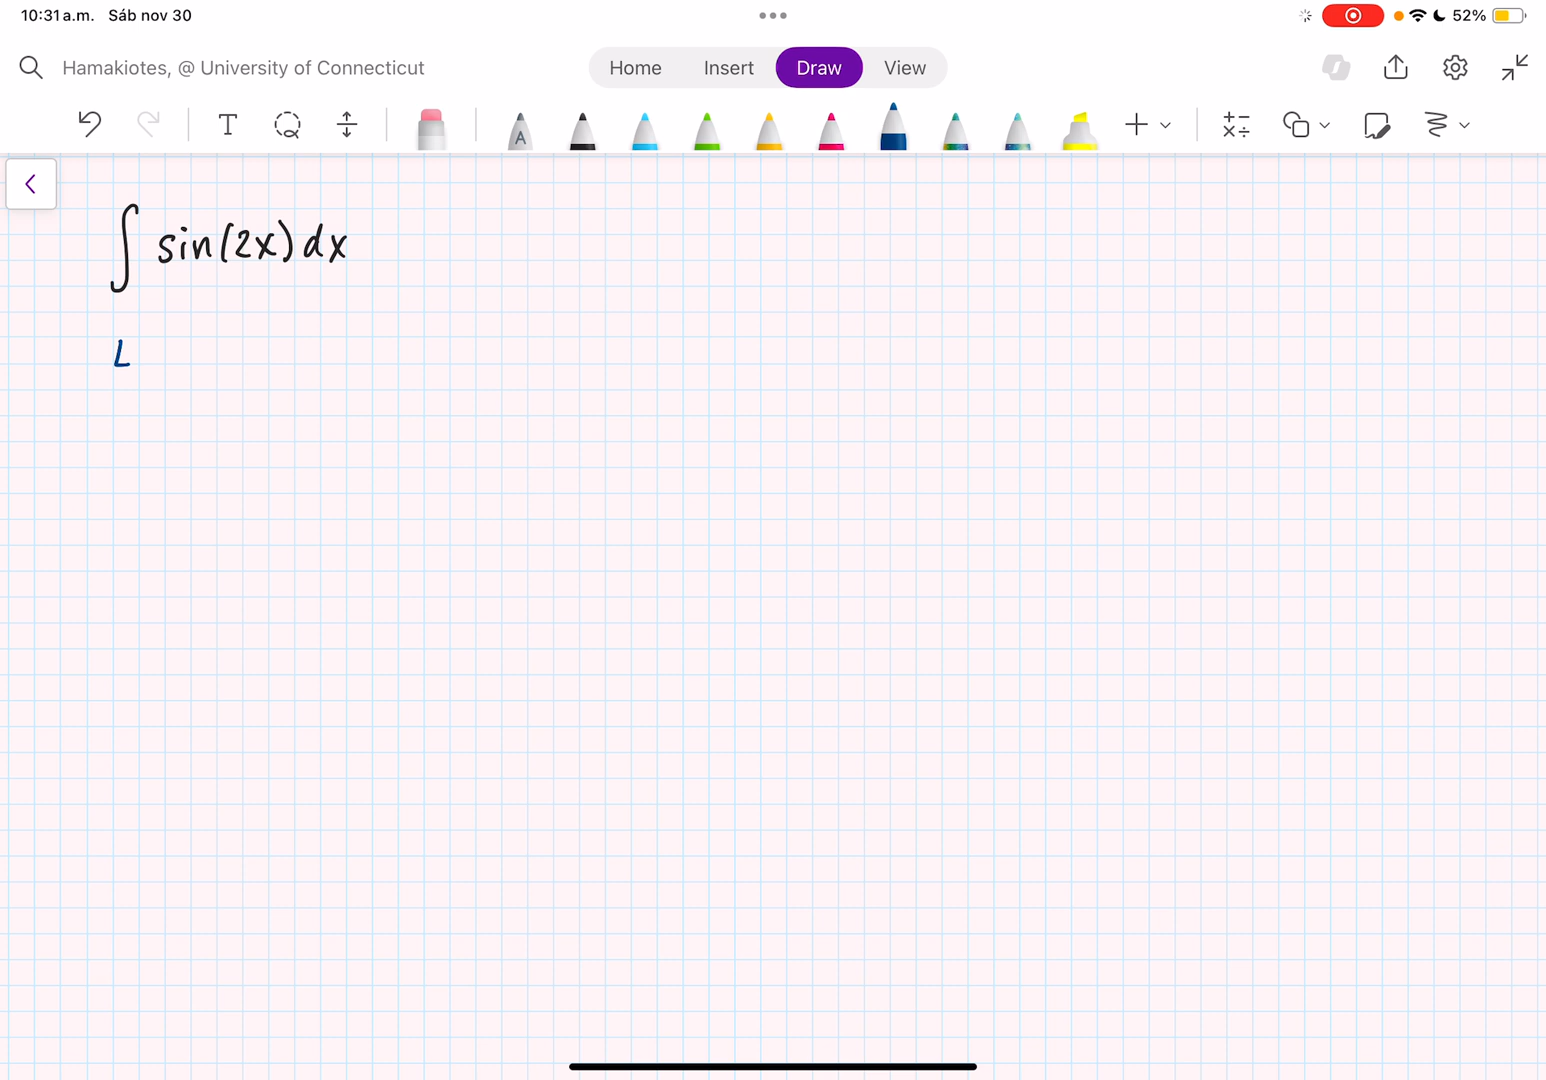 10:31 a.m. Sáb nov 30
52%
Hamakiotes, @ University of Connecticut
Home Insert Draw View
T A
∫ sin(2x) dx
L